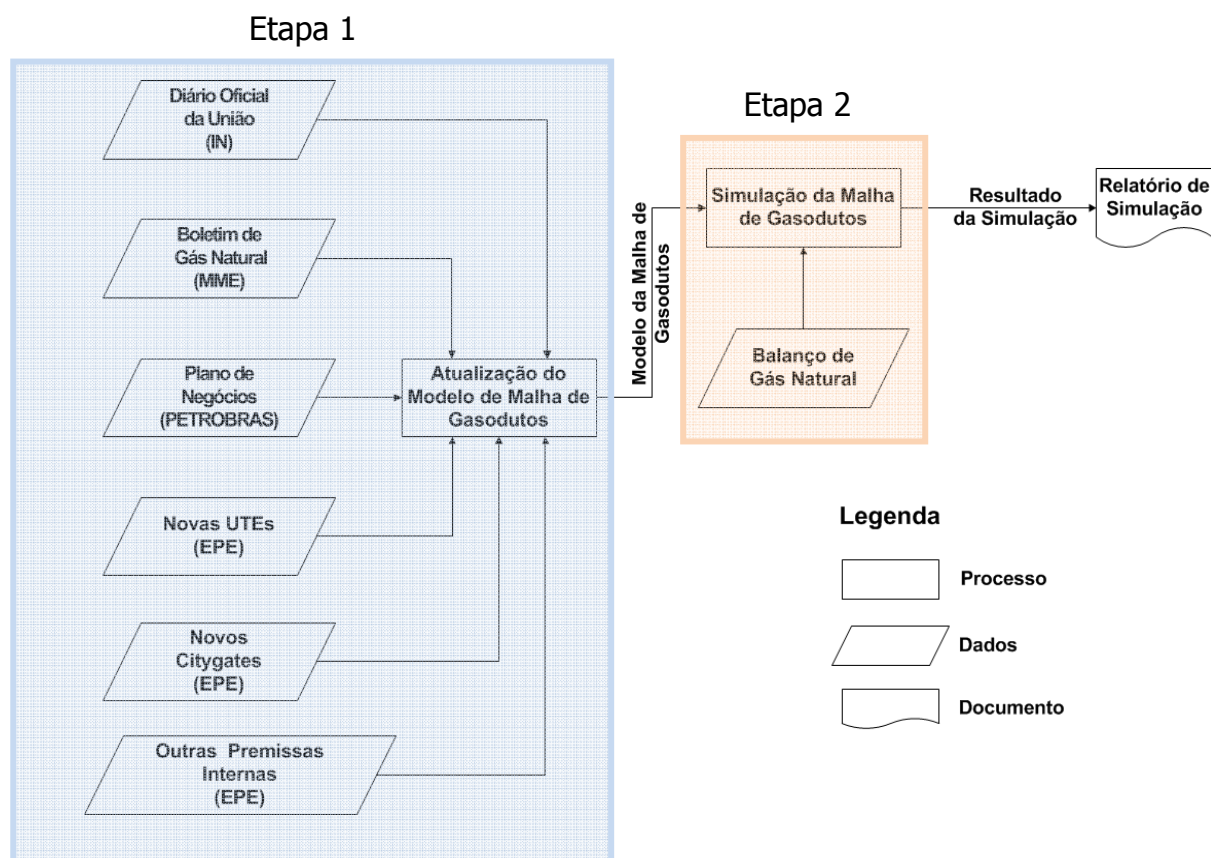 Etapa 1
Diário Oficial
da União
(IN)
Boletim de
Gás Natural
(MME)
Plano de
Negócios
(PETROBRAS)
Novas UTEs
(EPE)
Novos
Citygates
(EPE)
Outras Premissas
Internas
(EPE)
Atualização do
Modelo de Malha de
Gasodutos
Modelo da Malha de
Gasodutos
Etapa 2
Simulação da Malha
de Gasodutos
Balanço de
Gás Natural
Resultado
da Simulação
Relatório de
Simulação
Legenda
Processo
Dados
Documento